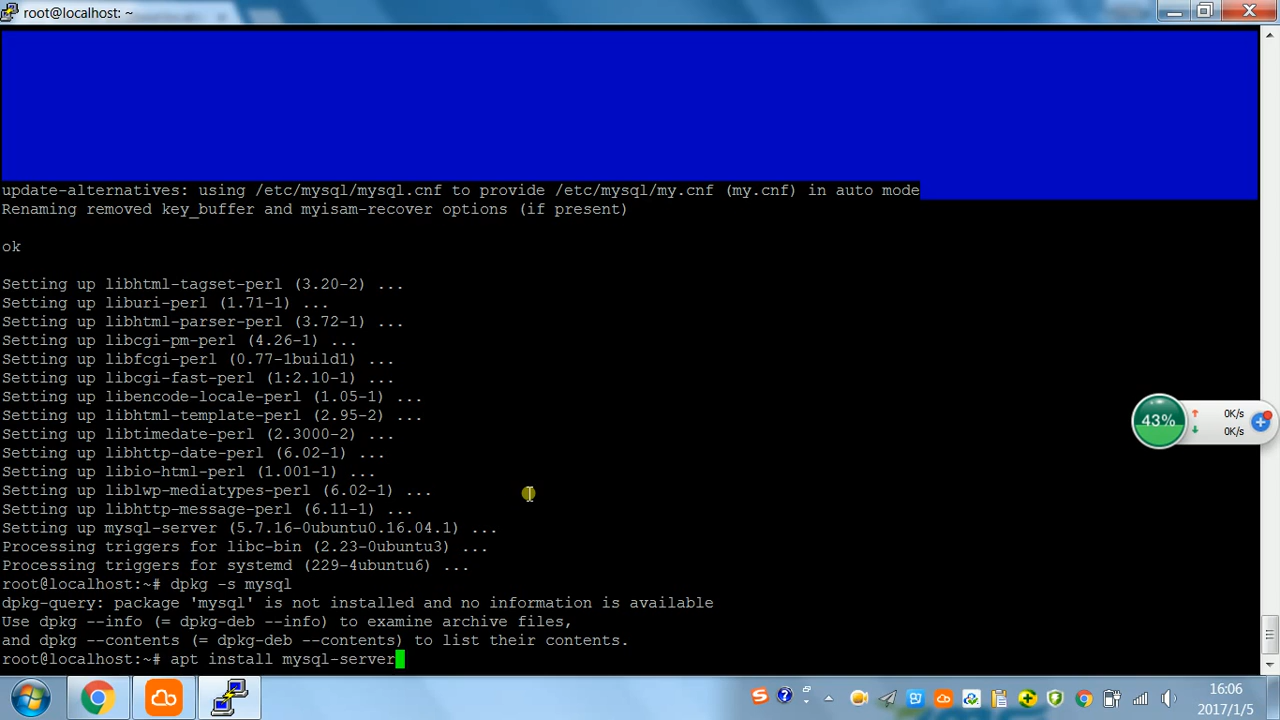 root@localhost: ~
update-alternatives: using /etc/mysql/mysql.cnf to provide /etc/mysql/my.cnf (my.cnf) in auto mode
Renaming removed key_buffer and myisam-recover options (if present)
ok
Setting up libhtml-tagset-perl (3.20-2) ...
Setting up liburi-perl (1.71-1) ...
Setting up libhtml-parser-perl (3.72-1) ...
Setting up libcgi-pm-perl (4.26-1) ...
Setting up libfcgi-perl (0.77-1build1) ...
Setting up libcgi-fast-perl (1:2.10-1) ...
Setting up libencode-locale-perl (1.05-1) ...
Setting up libhtml-template-perl (2.95-2) ...
Setting up libtimedate-perl (2.3000-2) ...
Setting up libhttp-date-perl (6.02-1) ...
Setting up libio-html-perl (1.001-1) ...
Setting up liblwp-mediatypes-perl (6.02-1) ...
Setting up libhttp-message-perl (6.11-1) ...
Setting up mysql-server (5.7.16-0ubuntu0.16.04.1) ...
Processing triggers for libc-bin (2.23-0ubuntu3) ...
Processing triggers for systemd (229-4ubuntu6) ...
root@localhost:~# dpkg -s mysql
dpkg-query: package 'mysql' is not installed and no information is available
Use dpkg --info (= dpkg-deb --info) to examine archive files,
and dpkg --contents (= dpkg-deb --contents) to list their contents.
root@localhost:~# apt install mysql-server
43%
0K/s
0K/s
16:06
2017/1/5